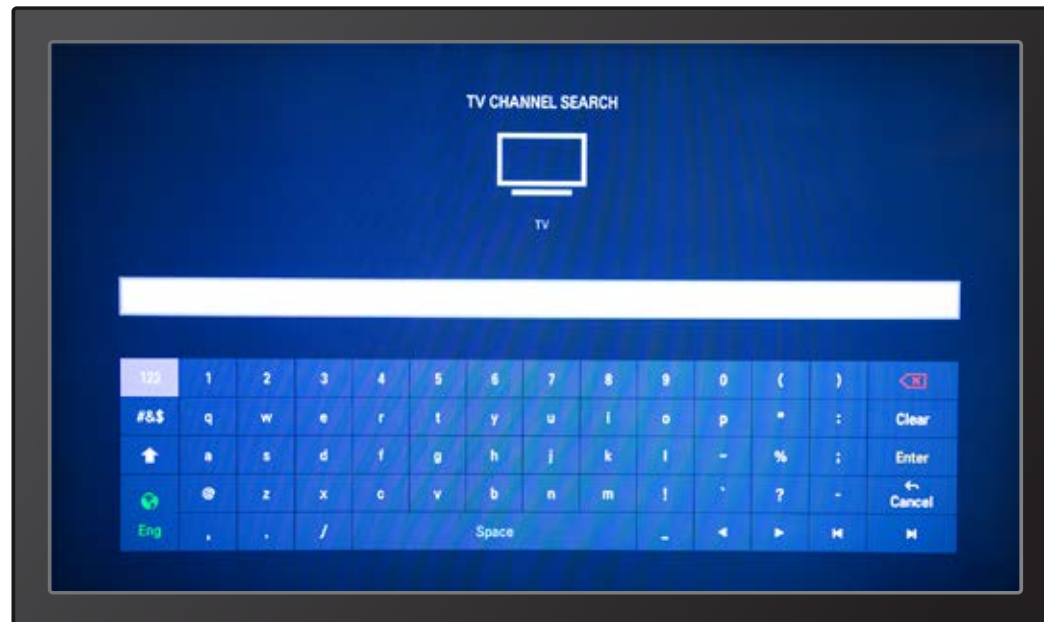 TV CHANNEL SEARCH
TV
123 1 2 3 4 5 6 7 8 9 0 ( )
#&$ q w e r t y u i o p " : Clear
a s d f g h j k l ~ % ; Enter
@ z x c v b n m ! ? - Cancel
Eng , . / Space _